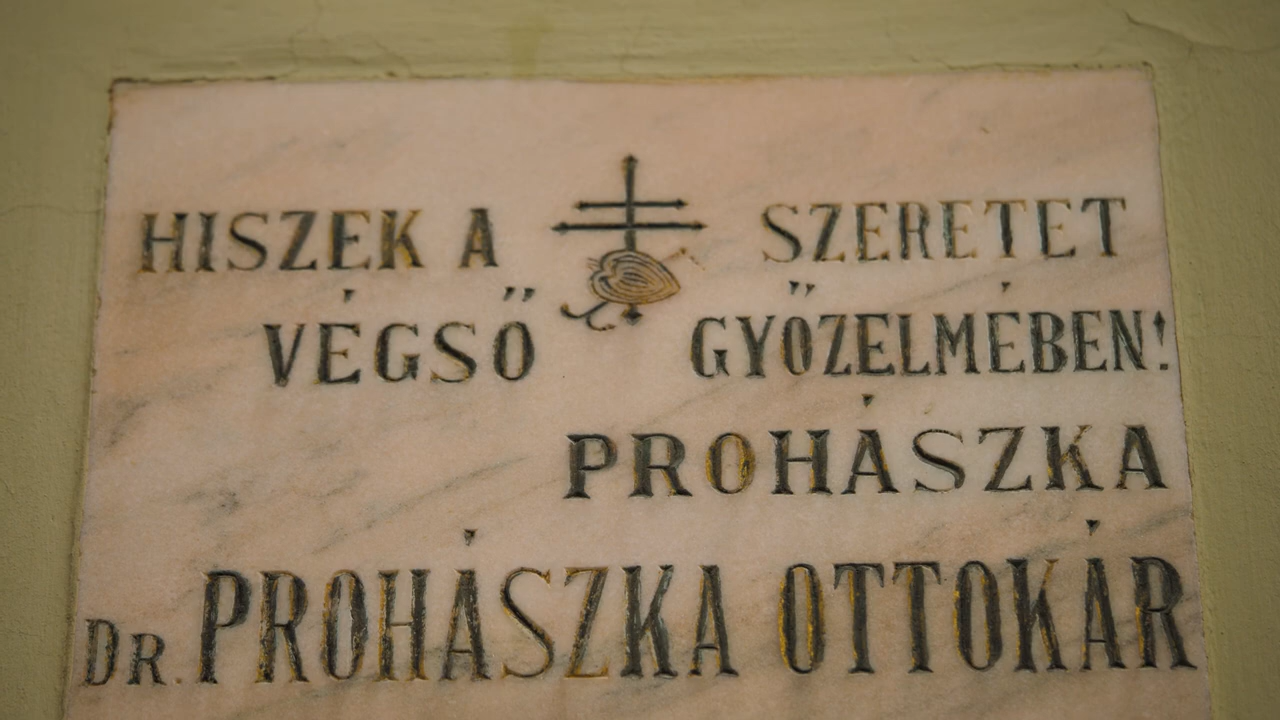 HISZEK A SZERETET
VÉGSŐ GYŐZELMÉBEN!
PROHÁSZKA
DR. PROHÁSZKA OTTOKÁR